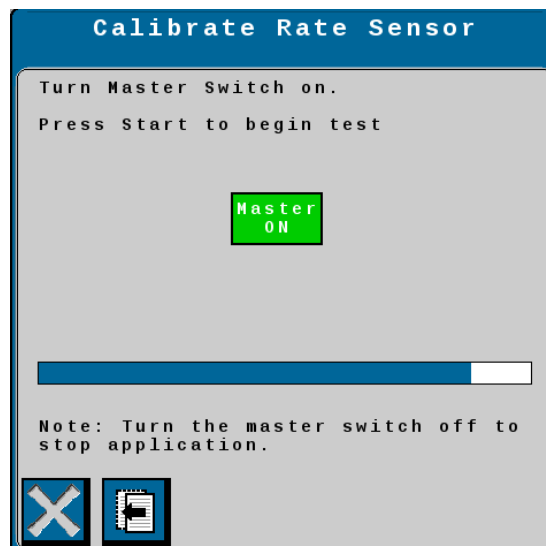 Calibrate Rate Sensor
Turn Master Switch on.
Press Start to begin test
Master
ON
Note: Turn the master switch off to
stop application.